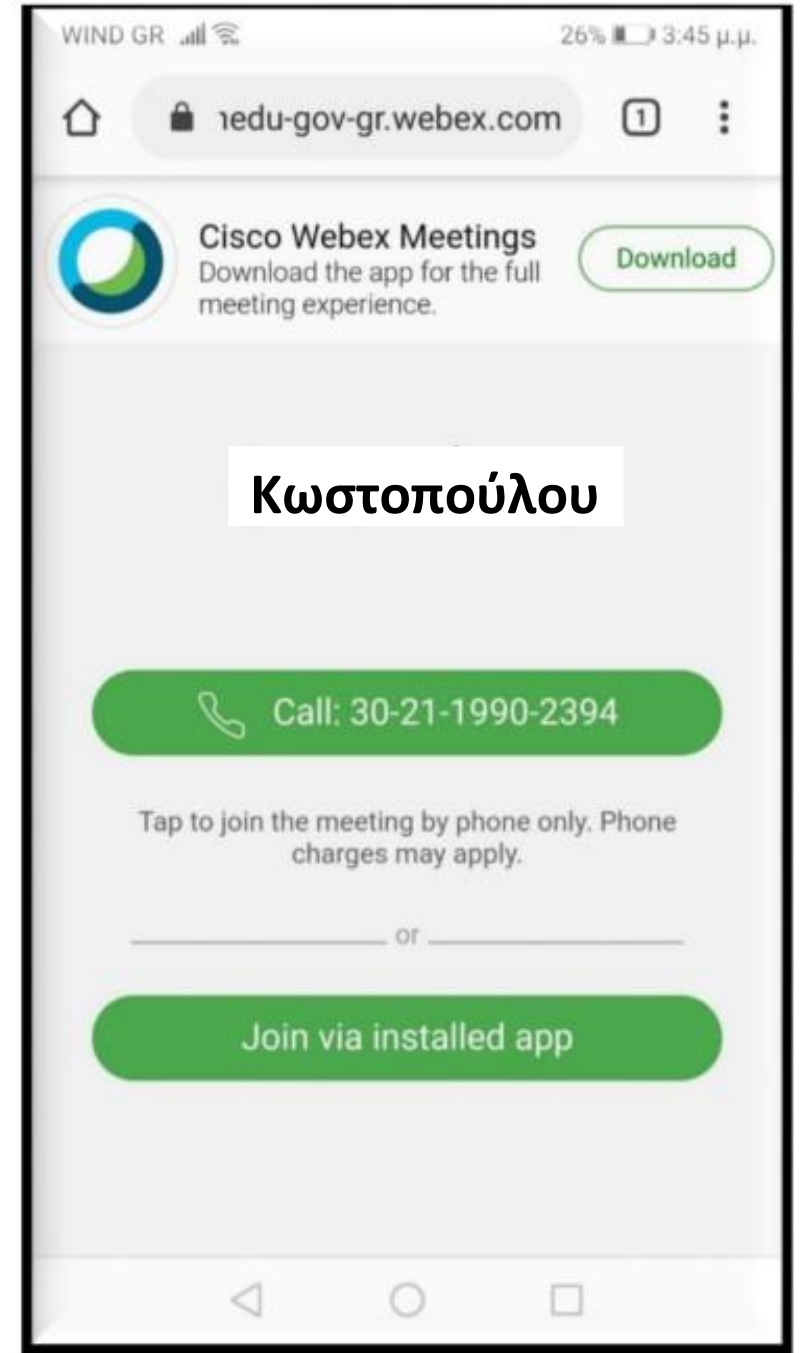 WIND GR 26% 3:45 μ.μ.
nedu-gov-gr.webex.com 1
Cisco Webex Meetings
Download the app for the full
meeting experience.
Download
Κωστοπούλου
Call: 30-21-1990-2394
Tap to join the meeting by phone only. Phone
charges may apply.
or
Join via installed app